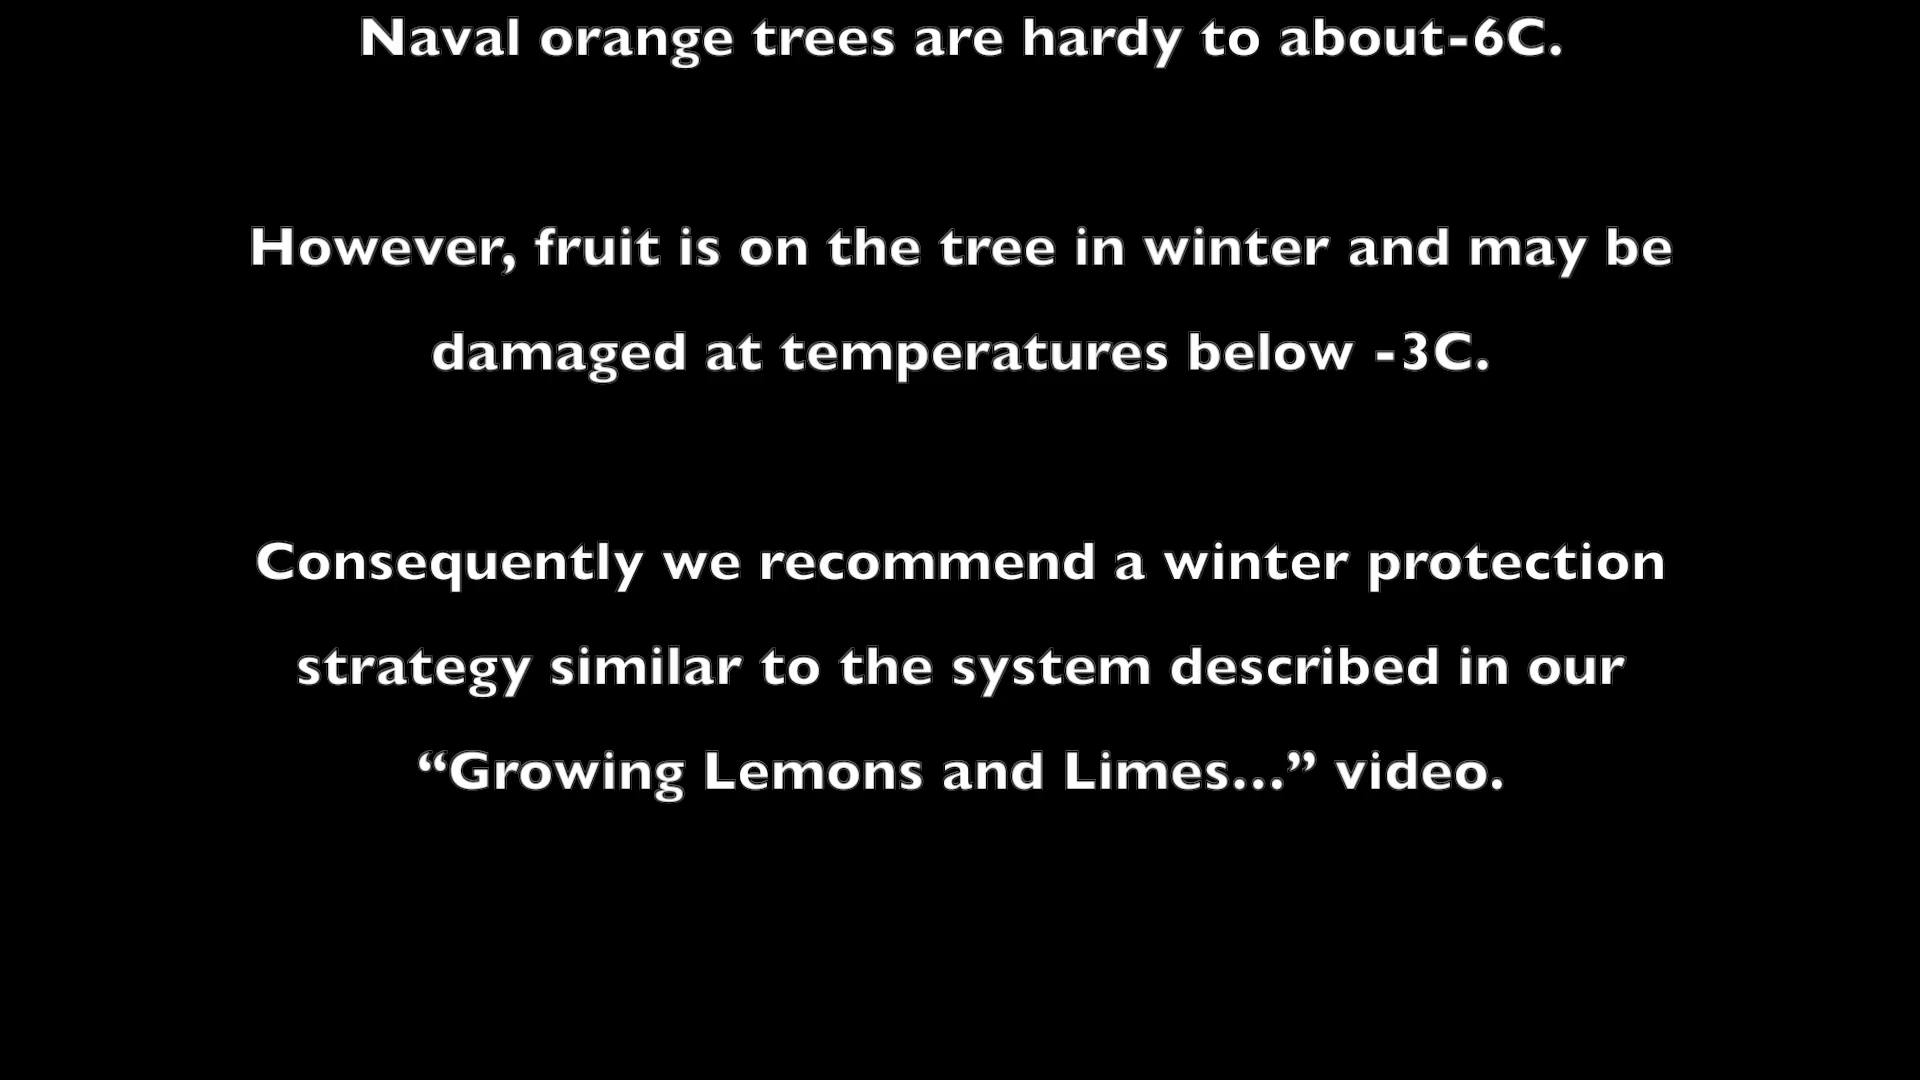 Naval orange trees are hardy to about-6C.
However, fruit is on the tree in winter and may be
damaged at temperatures below -3C.
Consequently we recommend a winter protection
strategy similar to the system described in our
“Growing Lemons and Limes...” video.